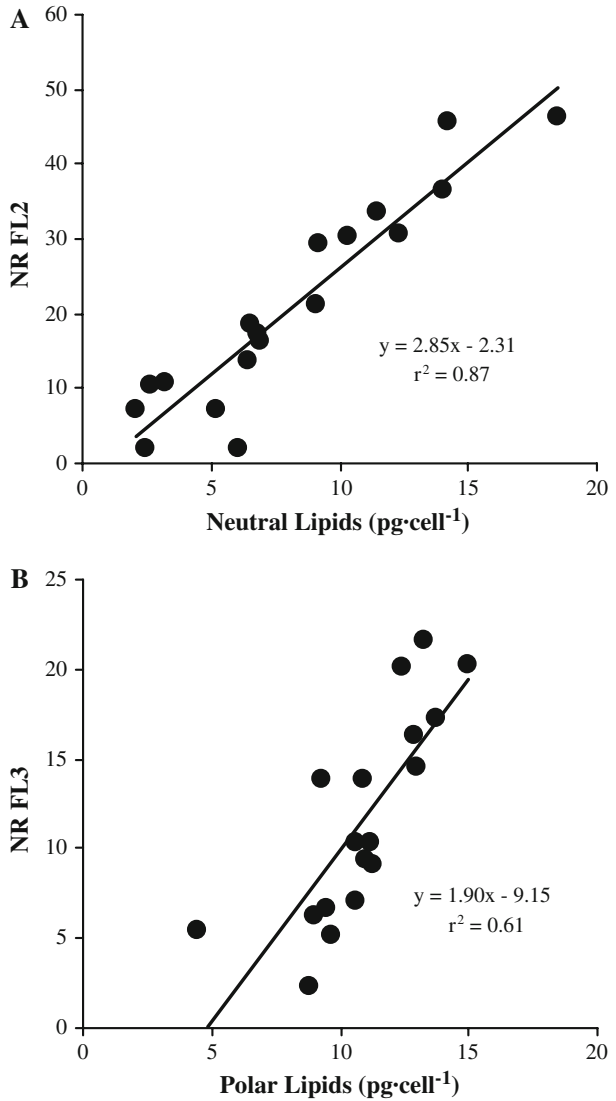 A
60
50
40
30
20
10
0
NR FL2
y = 2.85x - 2.31
r² = 0.87
0 5 10 15 20
Neutral Lipids (pg·cell⁻¹)
B
25
20
15
10
5
0
NR FL3
y = 1.90x - 9.15
r² = 0.61
0 5 10 15 20
Polar Lipids (pg·cell⁻¹)